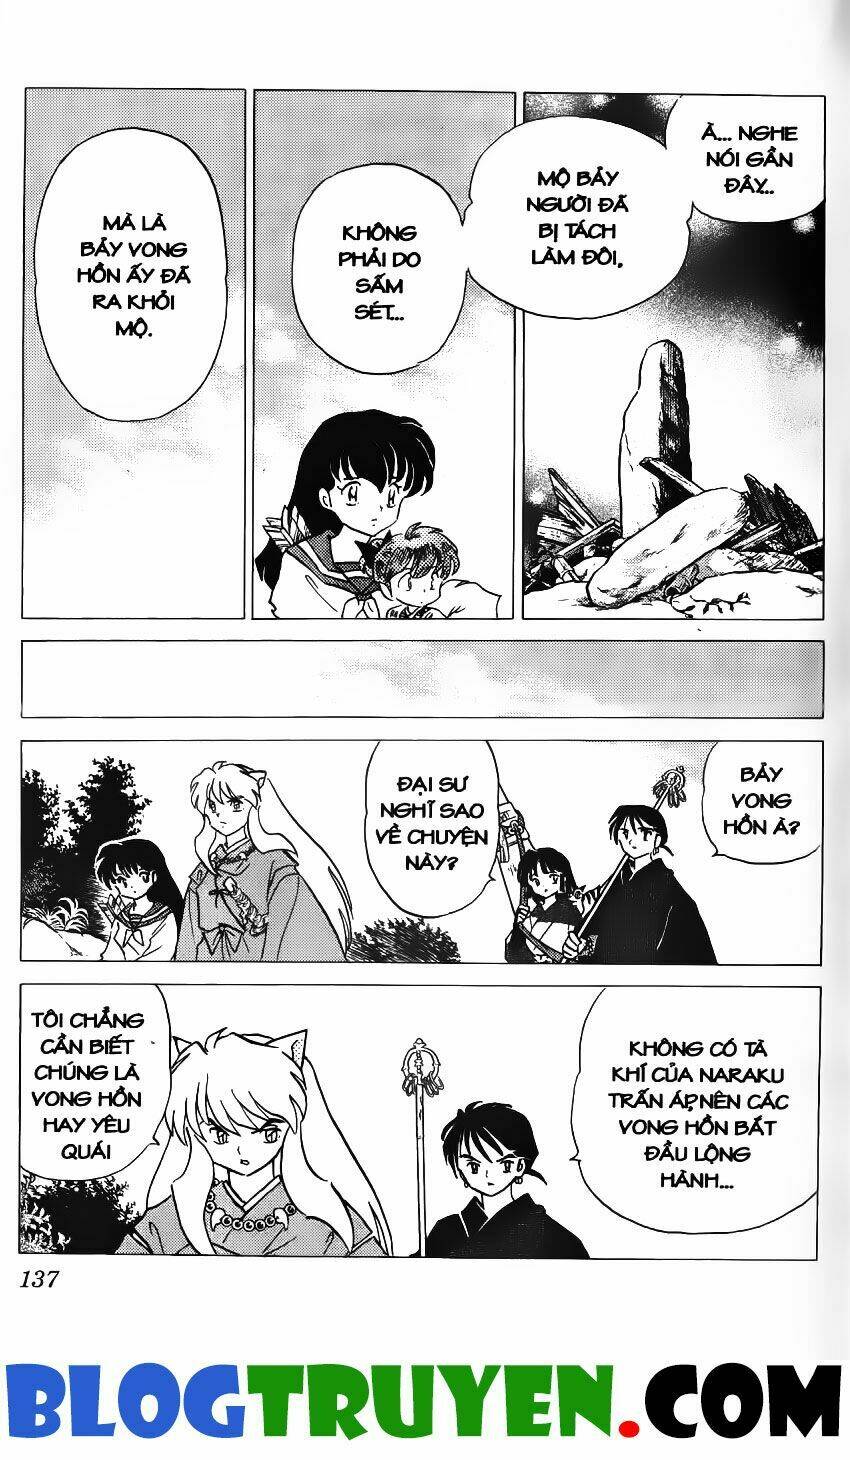 À... NGHE
NÓI GẦN
ĐÂY...
MỘ BẢY
NGƯỜI ĐÃ
BỊ TÁCH
LÀM ĐÔI.
KHÔNG
PHẢI DO
SẤM
SÉT...
MÀ LÀ
BẢY VONG
HỒN ẤY ĐÃ
RA KHỎI
MỘ.
BẢY
VONG
HỒN À?
ĐẠI SƯ
NGHĨ SAO
VỀ CHUYỆN
NÀY?
KHÔNG CÓ TÀ
KHÍ CỦA NARAKU
TRẤN ÁP,NÊN CÁC
VONG HỒN BẮT
ĐẦU LỘNG
HÀNH...
TÔI CHẲNG
CẦN BIẾT
CHÚNG LÀ
VONG HỒN
HAY YÊU
QUÁI
137
BLOGTRUYEN.COM